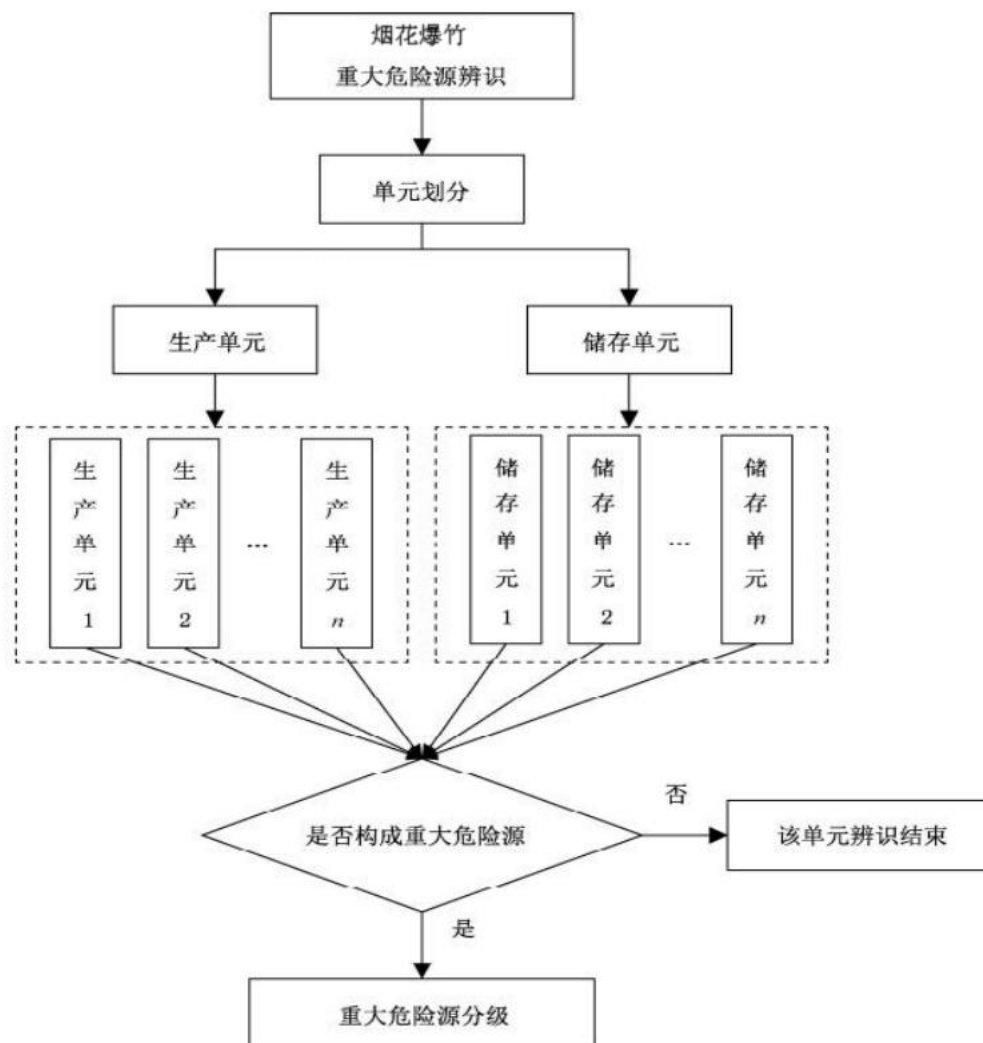 烟花爆竹
重大危险源辨识
单元划分
生产单元
储存单元
生产单元1
生产单元2
…
生产单元n
储存单元1
储存单元2
…
储存单元n
是否构成重大危险源
否
该单元辨识结束
是
重大危险源分级